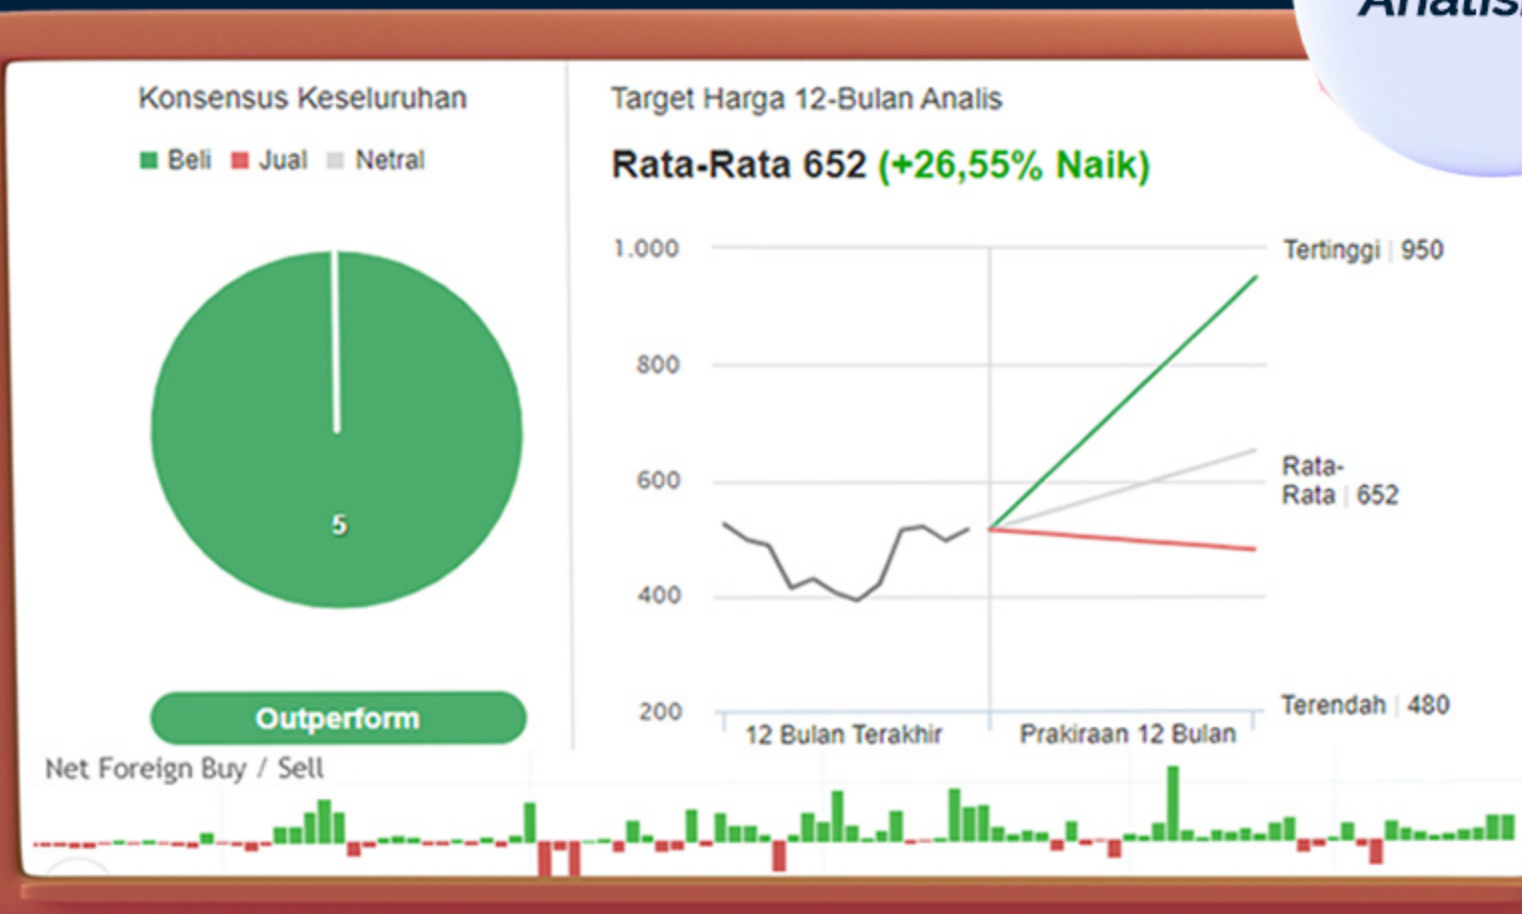 Konsensus Keseluruhan
Beli Jual Netral
5
Outperform
Target Harga 12-Bulan Analis
Rata-Rata 652 (+26,55% Naik)
1.000
800
600
400
200
Tertinggi | 950
Rata-
Rata | 652
Terendah | 480
12 Bulan Terakhir
Prakiraan 12 Bulan
Net Foreign Buy / Sell